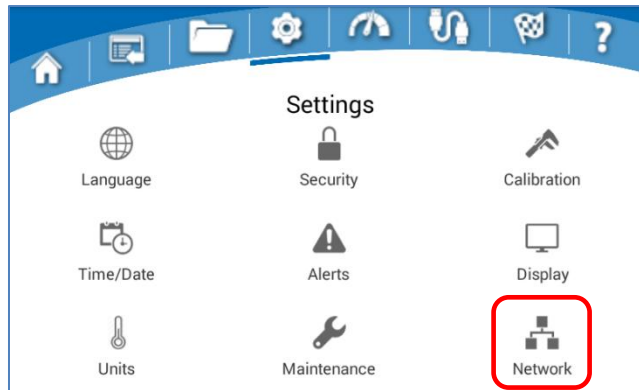 ?
Settings
Language Security Calibration
Time/Date Alerts Display
Units Maintenance Network